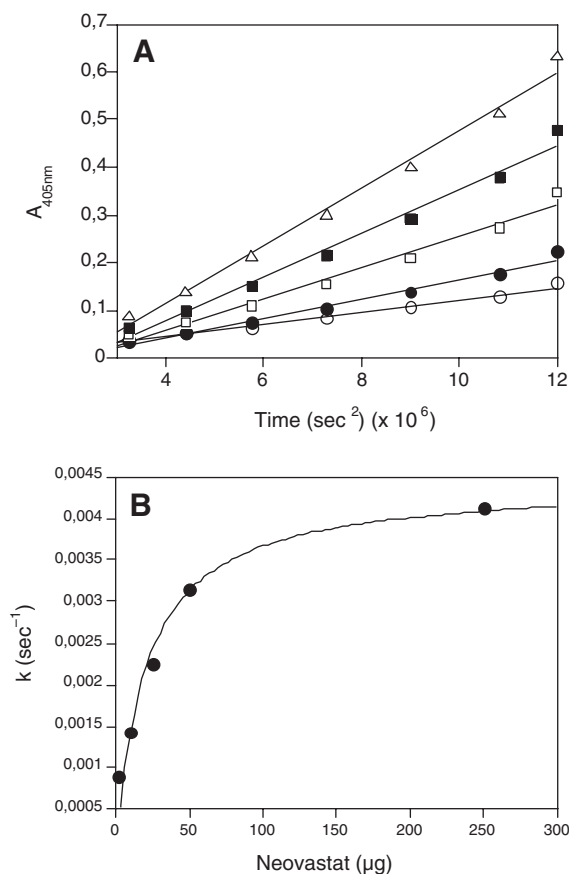 A
0,7
0,6
0,5
0,4
0,3
0,2
0,1
0
A405nm
4 6 8 10 12
Time (sec²) (x 10⁶)
B
0,0045
0,004
0,0035
0,003
0,0025
0,002
0,0015
0,001
0,0005
k (sec⁻¹)
0 50 100 150 200 250 300
Neovastat (µg)